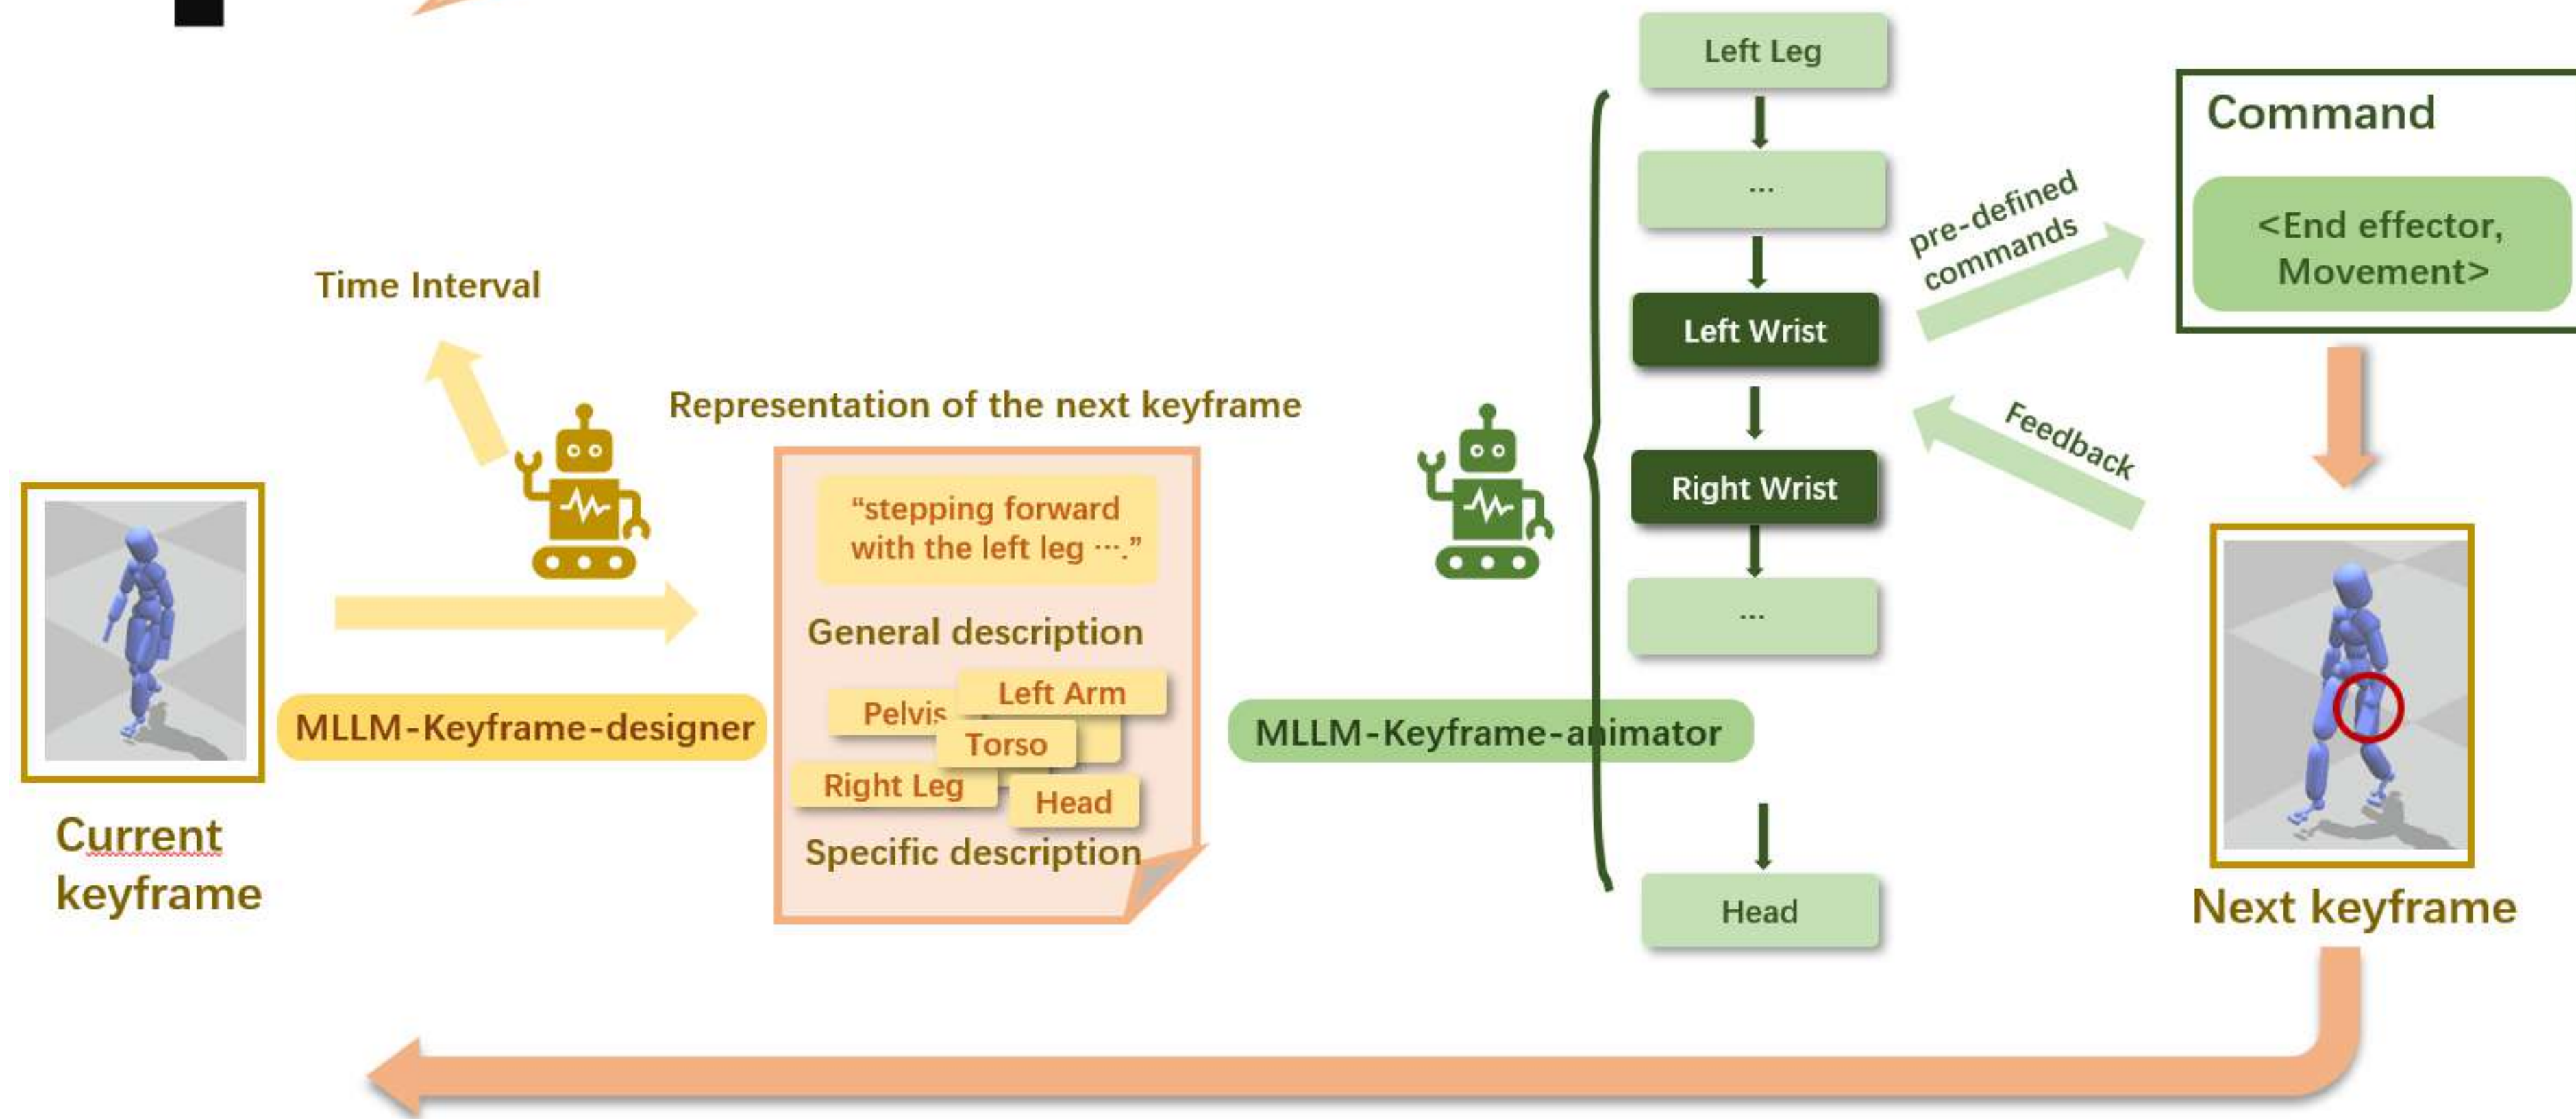 Time Interval
Representation of the next keyframe
“stepping forward
with the left leg ….”
General description
Pelvis
Left Arm
Torso
Right Leg
Head
Specific description
MLLM-Keyframe-designer
Current
keyframe
MLLM-Keyframe-animator
Left Leg
...
Left Wrist
Right Wrist
...
Head
pre-defined
commands
Feedback
Command
<End effector,
Movement>
Next keyframe